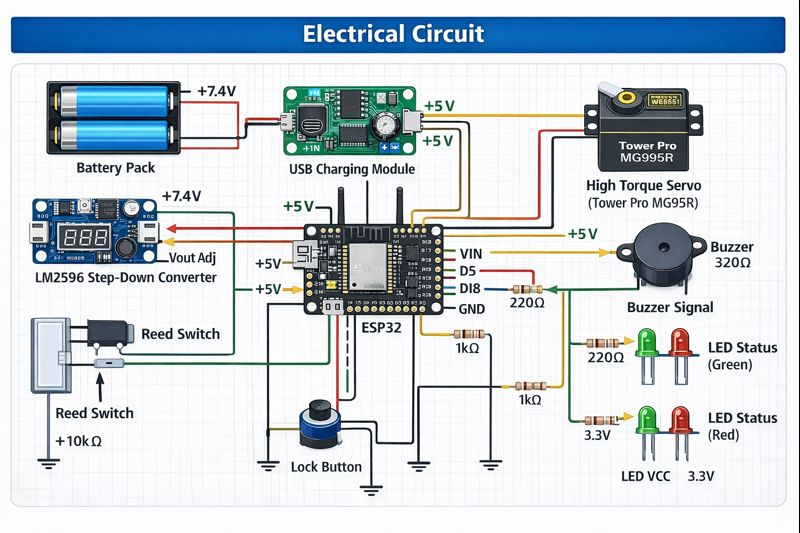 Electrical Circuit
+7.4V
Battery Pack
+5V
+5V
USB Charging Module
Tower Pro
MG995R
High Torque Servo
(Tower Pro MG95R)
+7.4V
Vout Adj
LM2596 Step-Down Converter
+5V
+5V
+5V
ESP32
VIN
D5
DI8
GND
+5V
220Ω
1kΩ
1kΩ
Buzzer
320Ω
Buzzer Signal
Reed Switch
Reed Switch
+10kΩ
Lock Button
220Ω
LED Status
(Green)
3.3V
LED Status
(Red)
LED VCC
3.3V